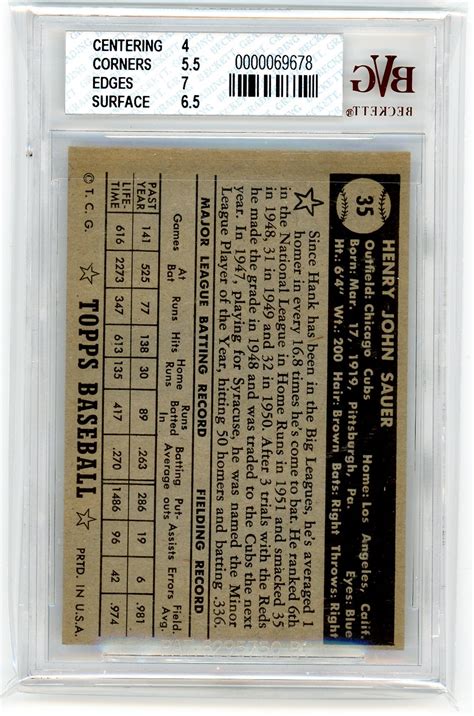 CENTERING 4
CORNERS 5.5
EDGES 7
SURFACE 6.5
0000069678
BVG
BECKETT®
35
HENRY JOHN SAUER
Outfield: Chicago Cubs Home: Los Angeles, Calif.
Born: Mar. 17, 1919, Pittsburgh, Pa. Eyes: Blue
Ht.: 6'4" Wt.: 200 Hair: Brown Bats: Right Throws: Right
Since Hank has been in the Big Leagues, he's averaged 1
homer in every 16.8 times he's come to bat. He ranked 6th
in the National League in Home Runs in 1951 and smacked 35
in 1948, 31 in 1949 and 32 in 1950. After 3 trials with the Reds
he made the grade in 1948 and was traded to the Cubs the next
year. In 1947, playing for Syracuse, he was named the Minor
League Player of the Year, hitting 50 homers and batting .336.
MAJOR LEAGUE BATTING RECORD FIELDING RECORD
Games At Bat Runs Hits Home Runs Runs Batted In Batting Average Put-outs Assists Errors Field. Avg.
PAST YEAR 141 525 77 138 30 89 .263 286 19 6 .981
LIFE-TIME 616 2273 347 635 135 417 .270 1486 96 42 .974
© T.C.G. TOPPS BASEBALL PRTD. IN U.S.A.